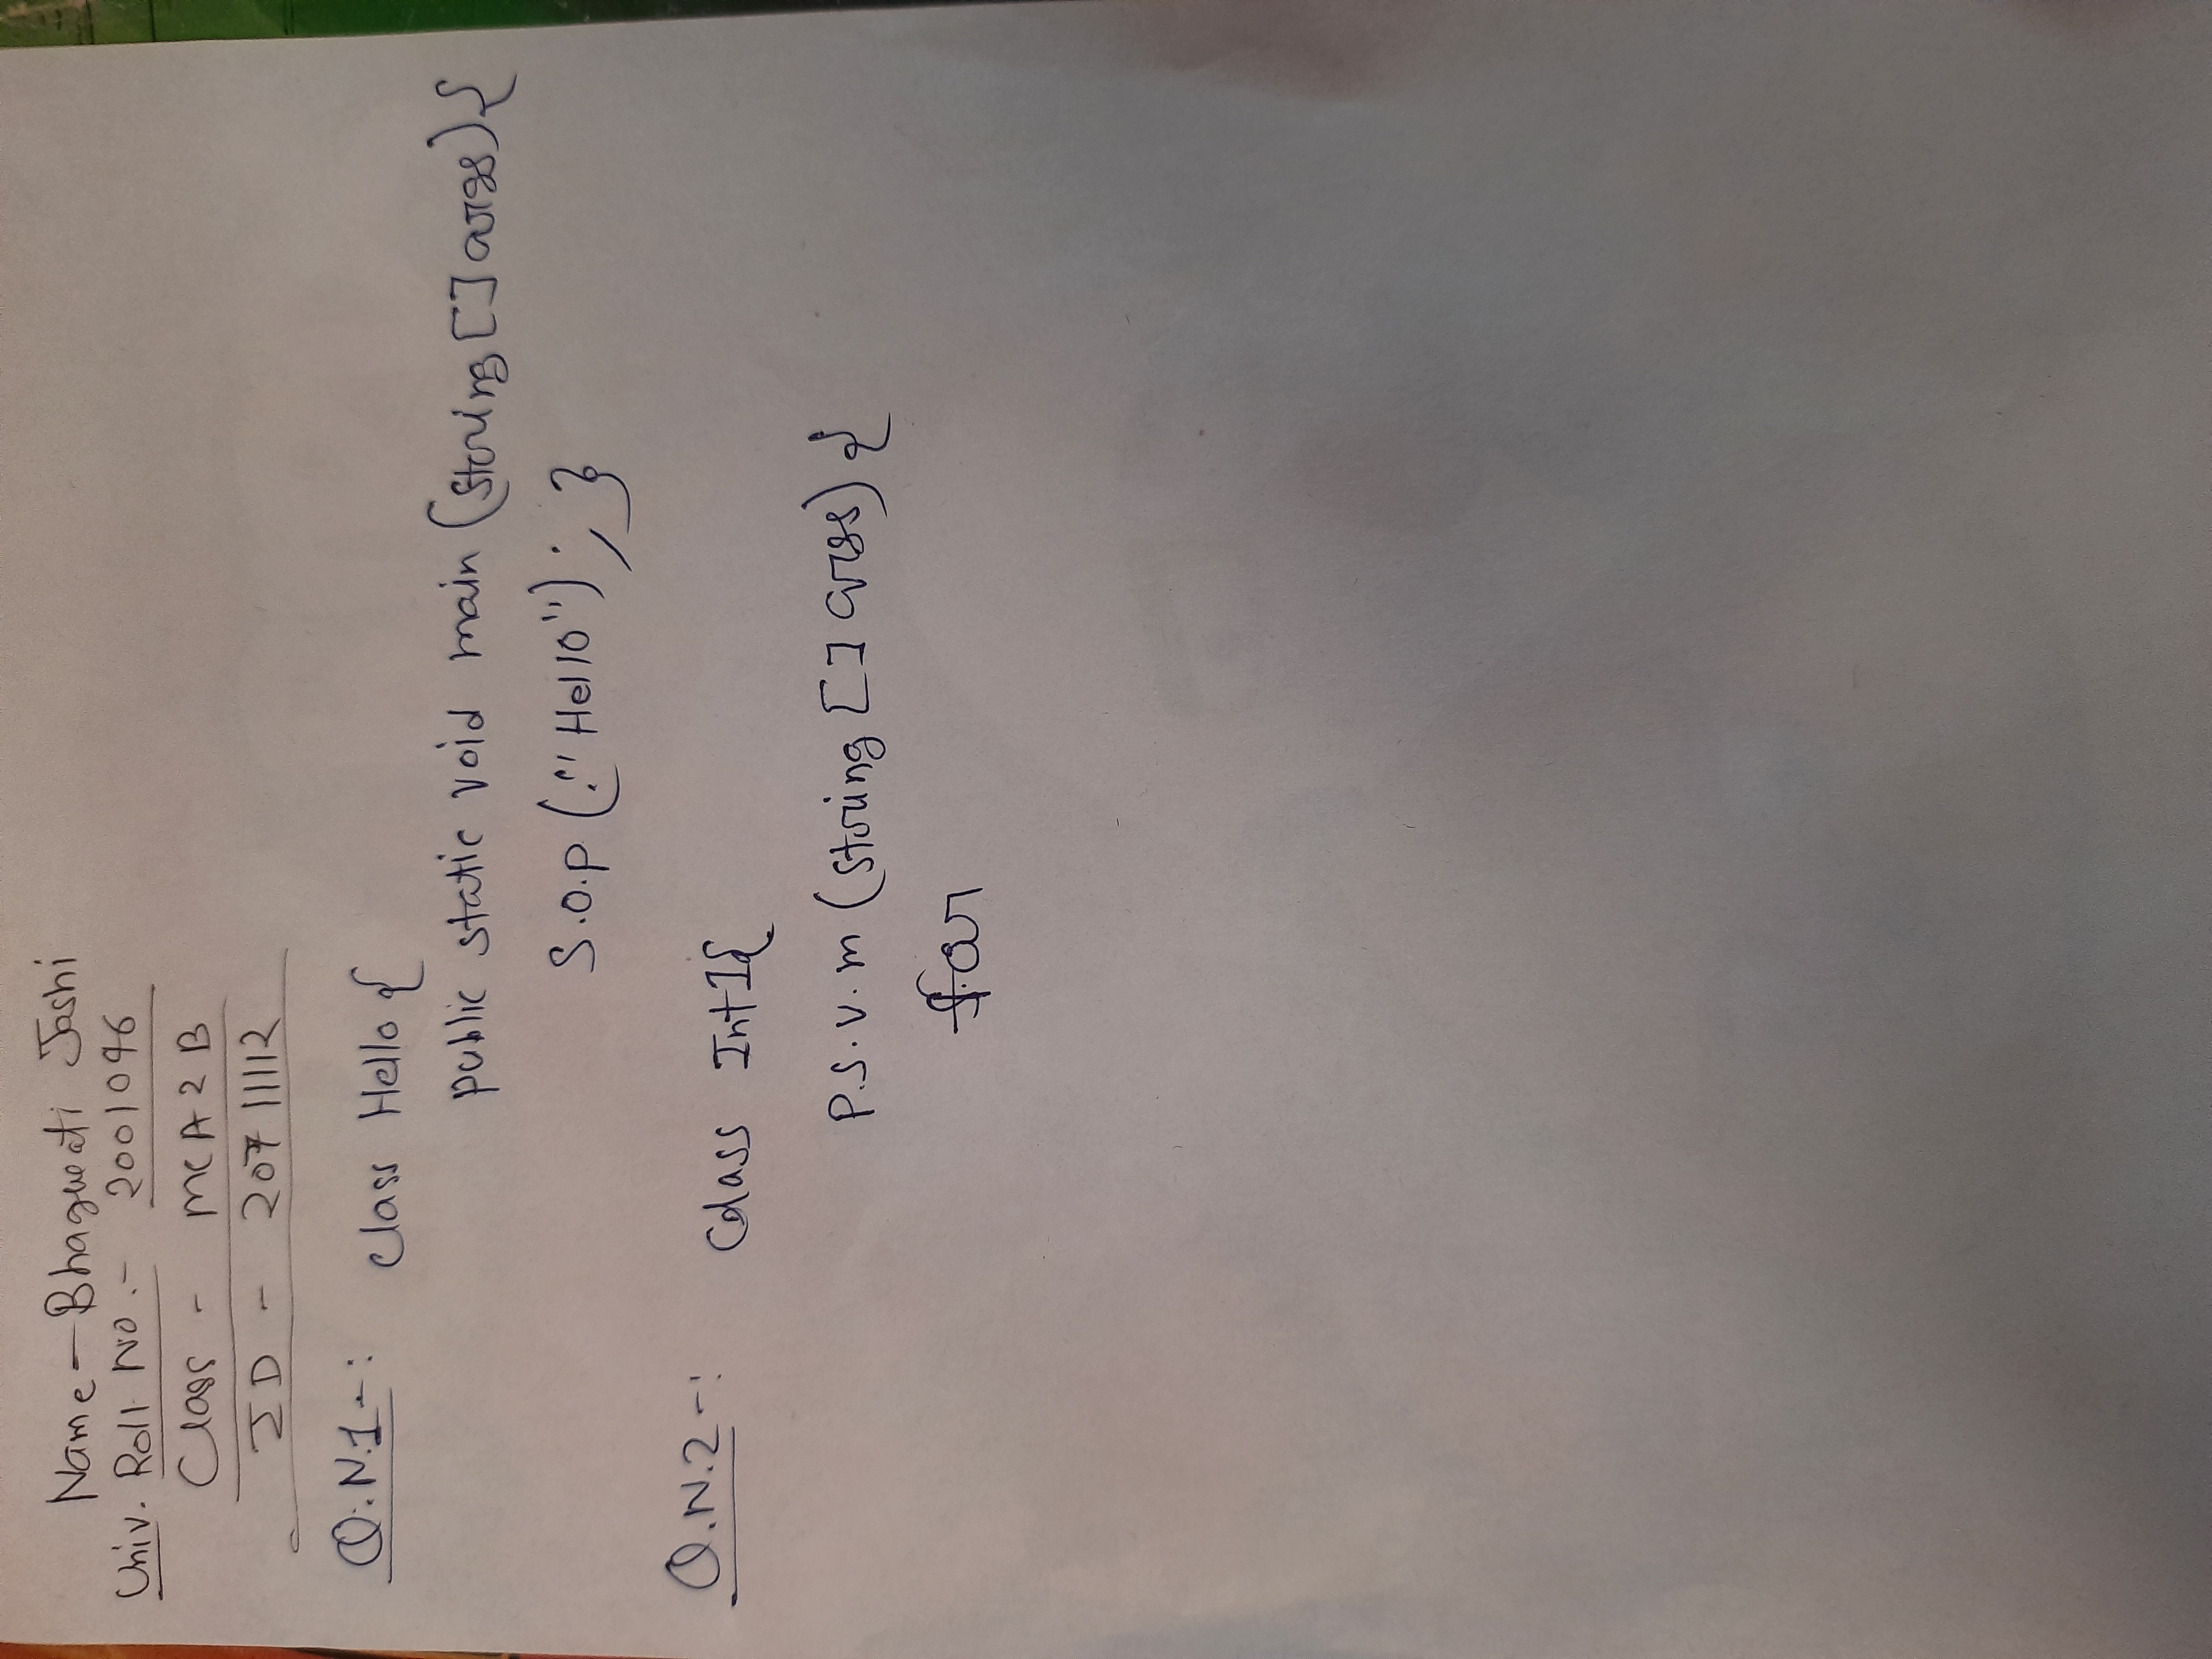 Name - Bhagwati Joshi
Univ. Roll No. - 2001096
Class - MCA 2 B
ID - 20711112
Q.N.1 -: class Hello {
public static void main (string [] args) {
S.O.P ("Hello"); }
Q.N.2 -: Class Int1 {
P.S.V.m (string [] args) {
for